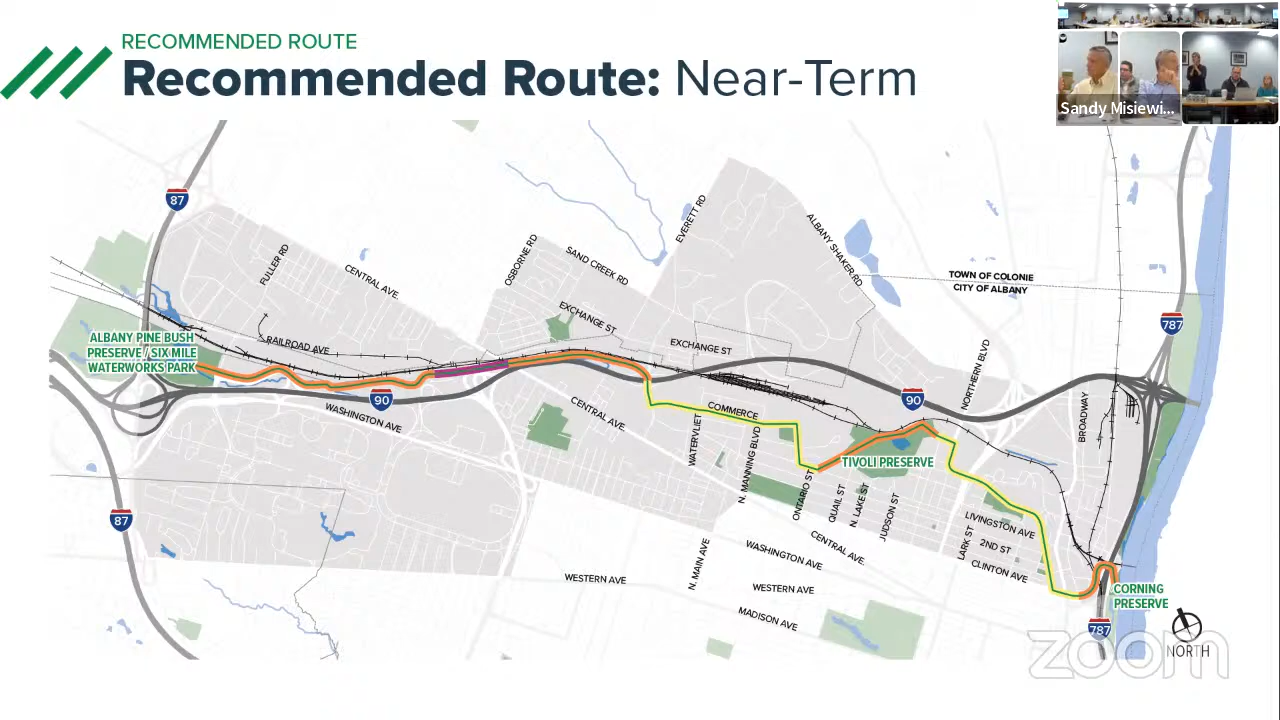 RECOMMENDED ROUTE
Recommended Route: Near-Term
Sandy Misiewi...
87
ALBANY SHAKER RD
EVERETT RD
FULLER RD
OSBORNE RD
SAND CREEK RD
CENTRAL AVE
TOWN OF COLONIE
CITY OF ALBANY
EXCHANGE ST
787
ALBANY PINE BUSH
PRESERVE / SIX MILE
WATERWORKS PARK
RAILROAD AVE
EXCHANGE ST
NORTHERN BLVD
90
90
WASHINGTON AVE
CENTRAL AVE
COMMERCE
BROADWAY
WATERVLIET
N. MANNING BLVD
TIVOLI PRESERVE
ONTARIO ST
QUAIL ST
N. LAKE ST
JUDSON ST
87
LIVINGSTON AVE
LARK ST
2ND ST
CLINTON AVE
CENTRAL AVE
WASHINGTON AVE
N. MAIN AVE
WESTERN AVE
WESTERN AVE
MADISON AVE
CORNING
PRESERVE
787
NORTH
zoom